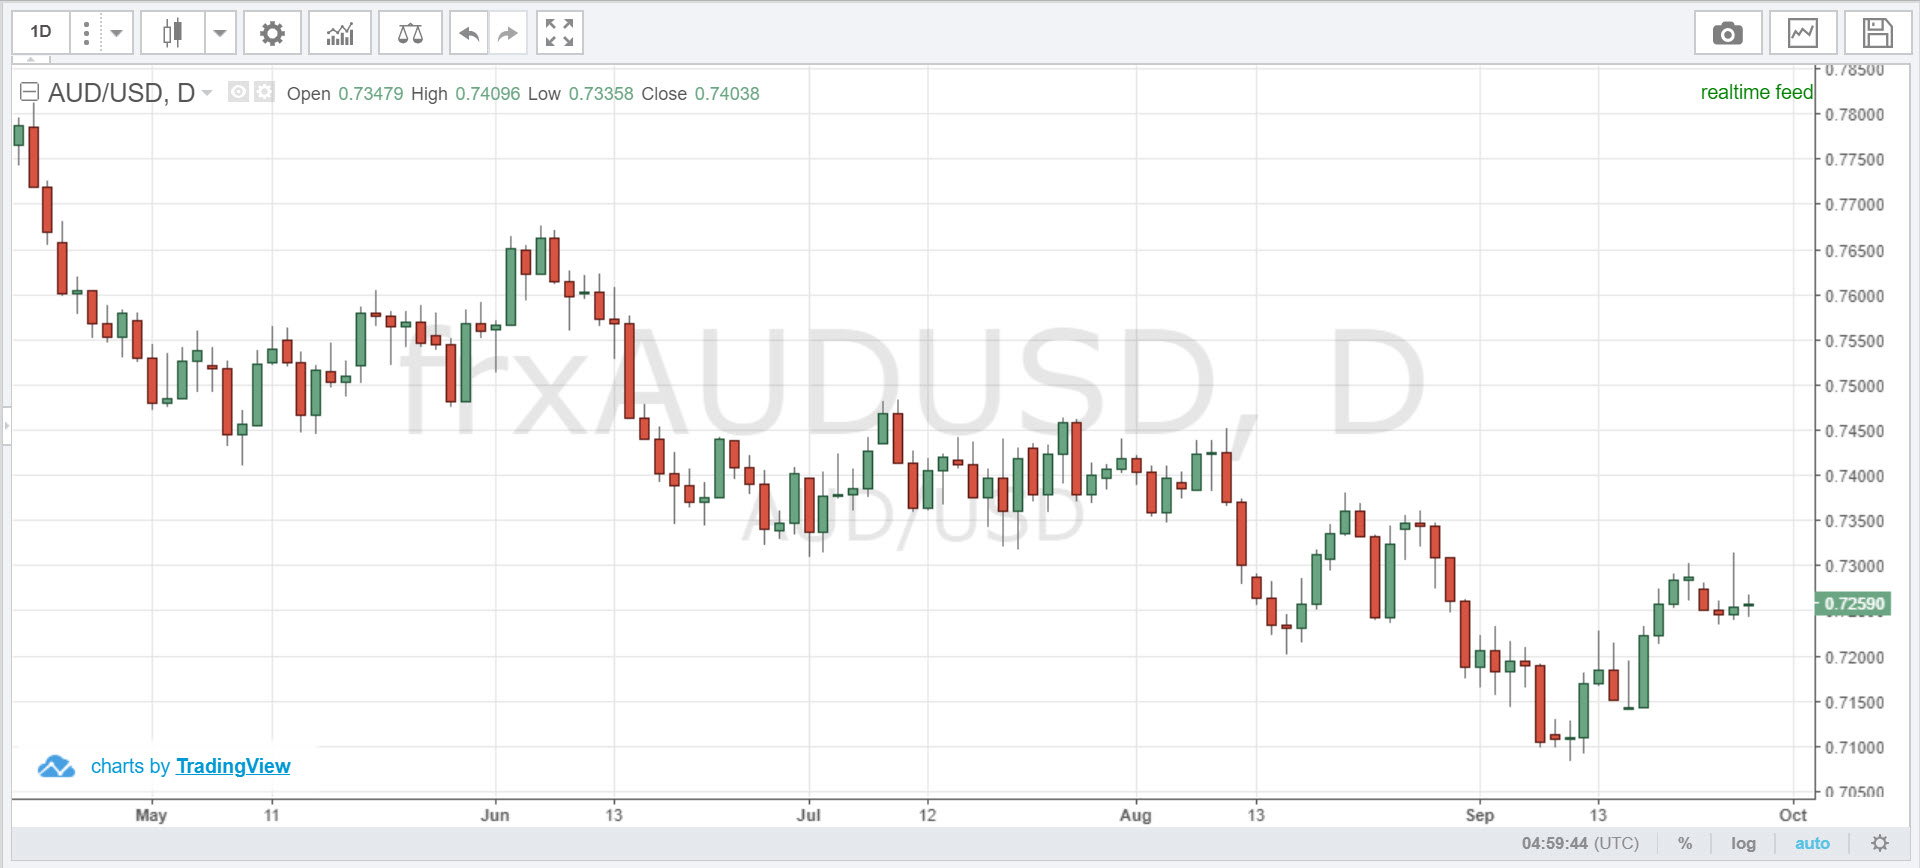 1D
AUD/USD, D Open 0.73479 High 0.74096 Low 0.73358 Close 0.74038
realtime feed
0.78500
0.78000
0.77500
0.77000
0.76500
0.76000
0.75500
0.75000
0.74500
0.74000
0.73500
0.73000
0.72590
0.72000
0.71500
0.71000
0.70500
frxAUDUSD, D
AUD/USD
charts by TradingView
May 11 Jun 13 Jul 12 Aug 13 Sep 13 Oct
04:59:44 (UTC) % log auto